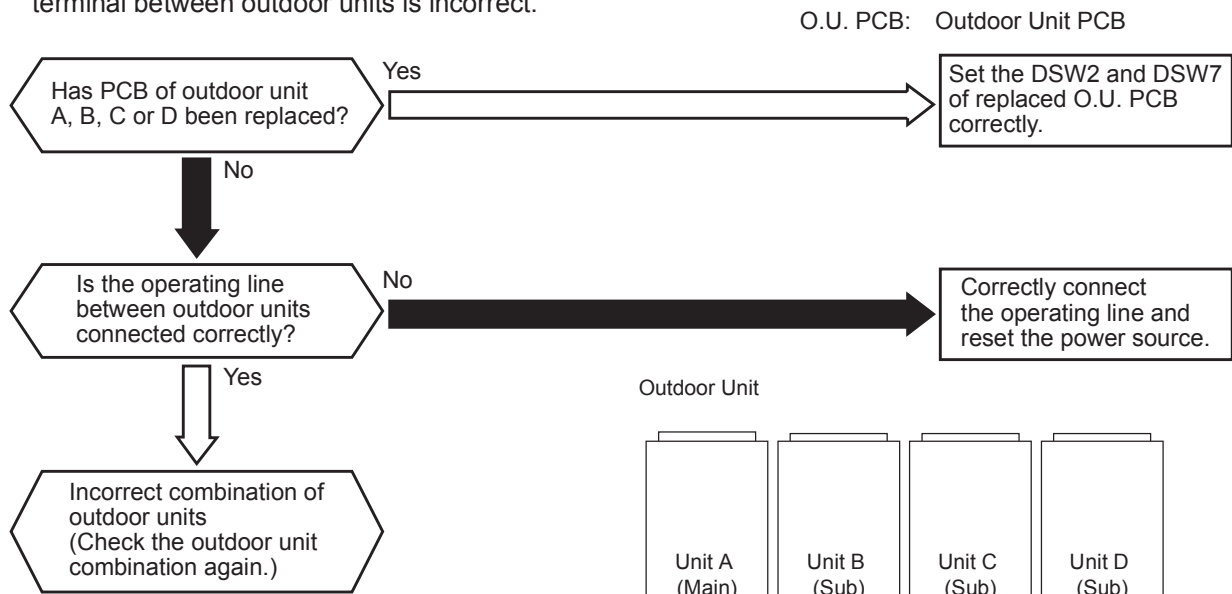 terminal between outdoor units is incorrect.
O.U. PCB: Outdoor Unit PCB
Has PCB of outdoor unit
A, B, C or D been replaced?
Yes
Set the DSW2 and DSW7
of replaced O.U. PCB
correctly.
No
Is the operating line
between outdoor units
connected correctly?
No
Correctly connect
the operating line and
reset the power source.
Yes
Outdoor Unit
Incorrect combination of
outdoor units
(Check the outdoor unit
combination again.)
Unit A
(Main)
Unit B
(Sub)
Unit C
(Sub)
Unit D
(Sub)